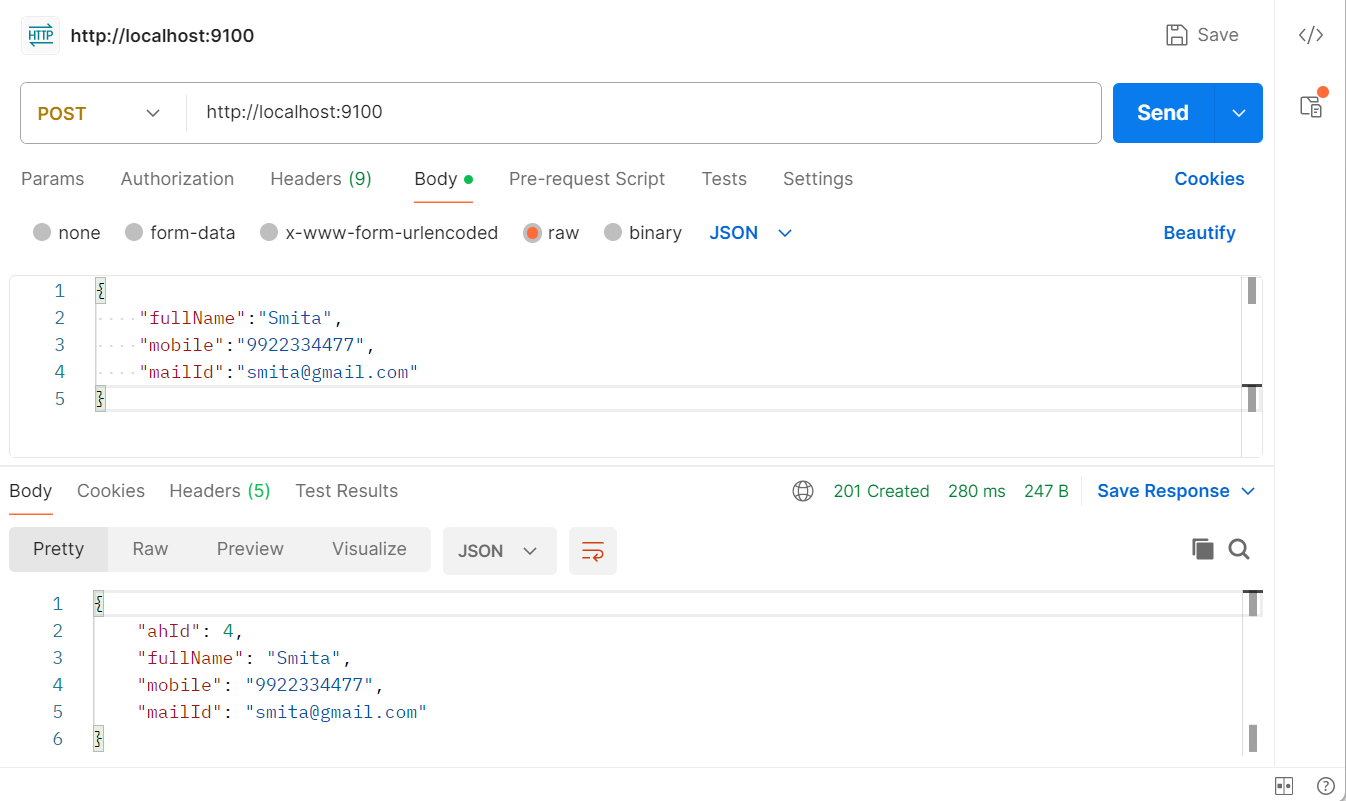 HTTP http://localhost:9100 Save </>
POST http://localhost:9100 Send
Params Authorization Headers (9) Body Pre-request Script Tests Settings Cookies
none form-data x-www-form-urlencoded raw binary JSON Beautify
1 {
2 "fullName":"Smita",
3 "mobile":"9922334477",
4 "mailId":"smita@gmail.com"
5 }
Body Cookies Headers (5) Test Results 201 Created 280 ms 247 B Save Response
Pretty Raw Preview Visualize JSON
1 {
2 "ahId": 4,
3 "fullName": "Smita",
4 "mobile": "9922334477",
5 "mailId": "smita@gmail.com"
6 }
?